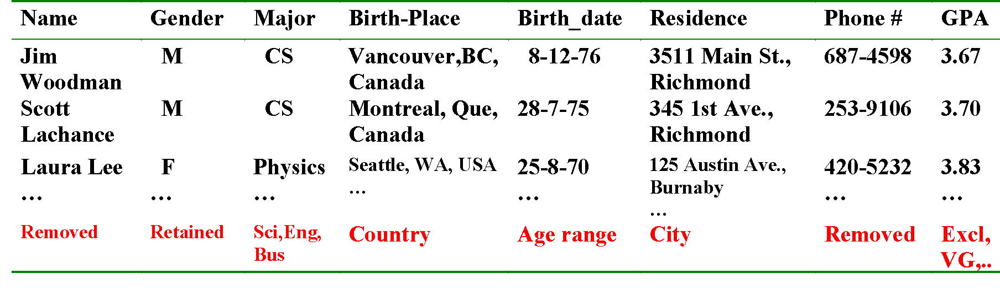 Name Gender Major Birth-Place Birth_date Residence Phone # GPA
Jim M CS Vancouver,BC, 8-12-76 3511 Main St., 687-4598 3.67
Woodman Canada Richmond
Scott M CS Montreal, Que, 28-7-75 345 1st Ave., 253-9106 3.70
Lachance Canada Richmond
Laura Lee F Physics Seattle, WA, USA 25-8-70 125 Austin Ave., 420-5232 3.83
… … … … … Burnaby … …
…
Removed Retained Sci,Eng, Country Age range City Removed Excl,
Bus VG,..